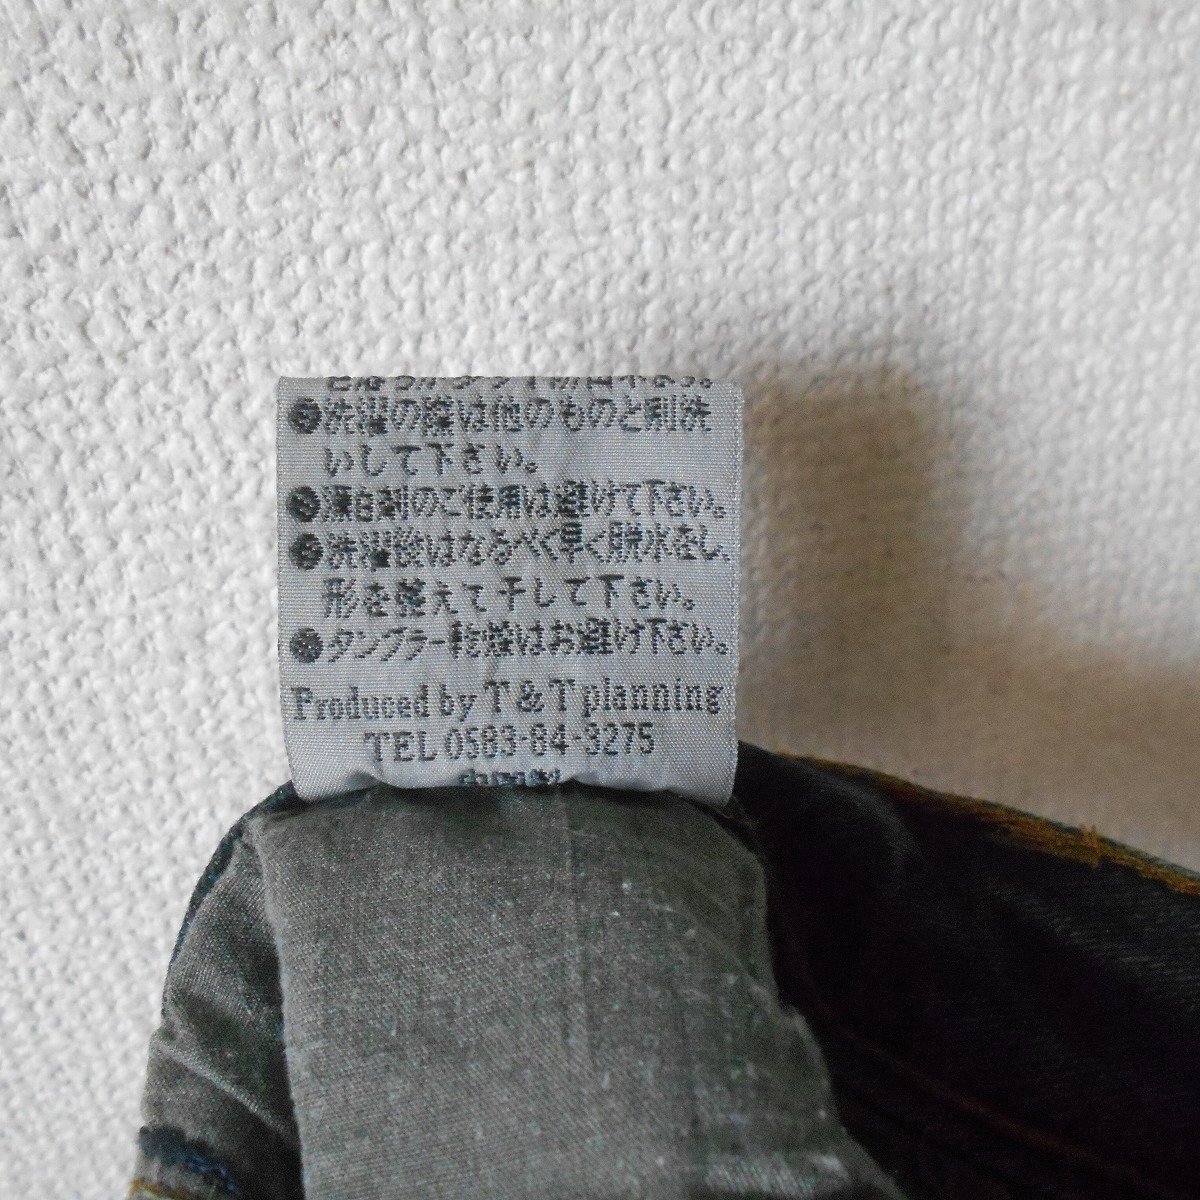 ●洗濯の際は他のものと別洗
いして下さい。
●漂白剤のご使用は避けて下さい。
●洗濯後はなるべく早く脱水をし、
形を整えて干して下さい。
●タンブラー乾燥はお避け下さい。
Produced by T & T planning
TEL 0583-84-3275